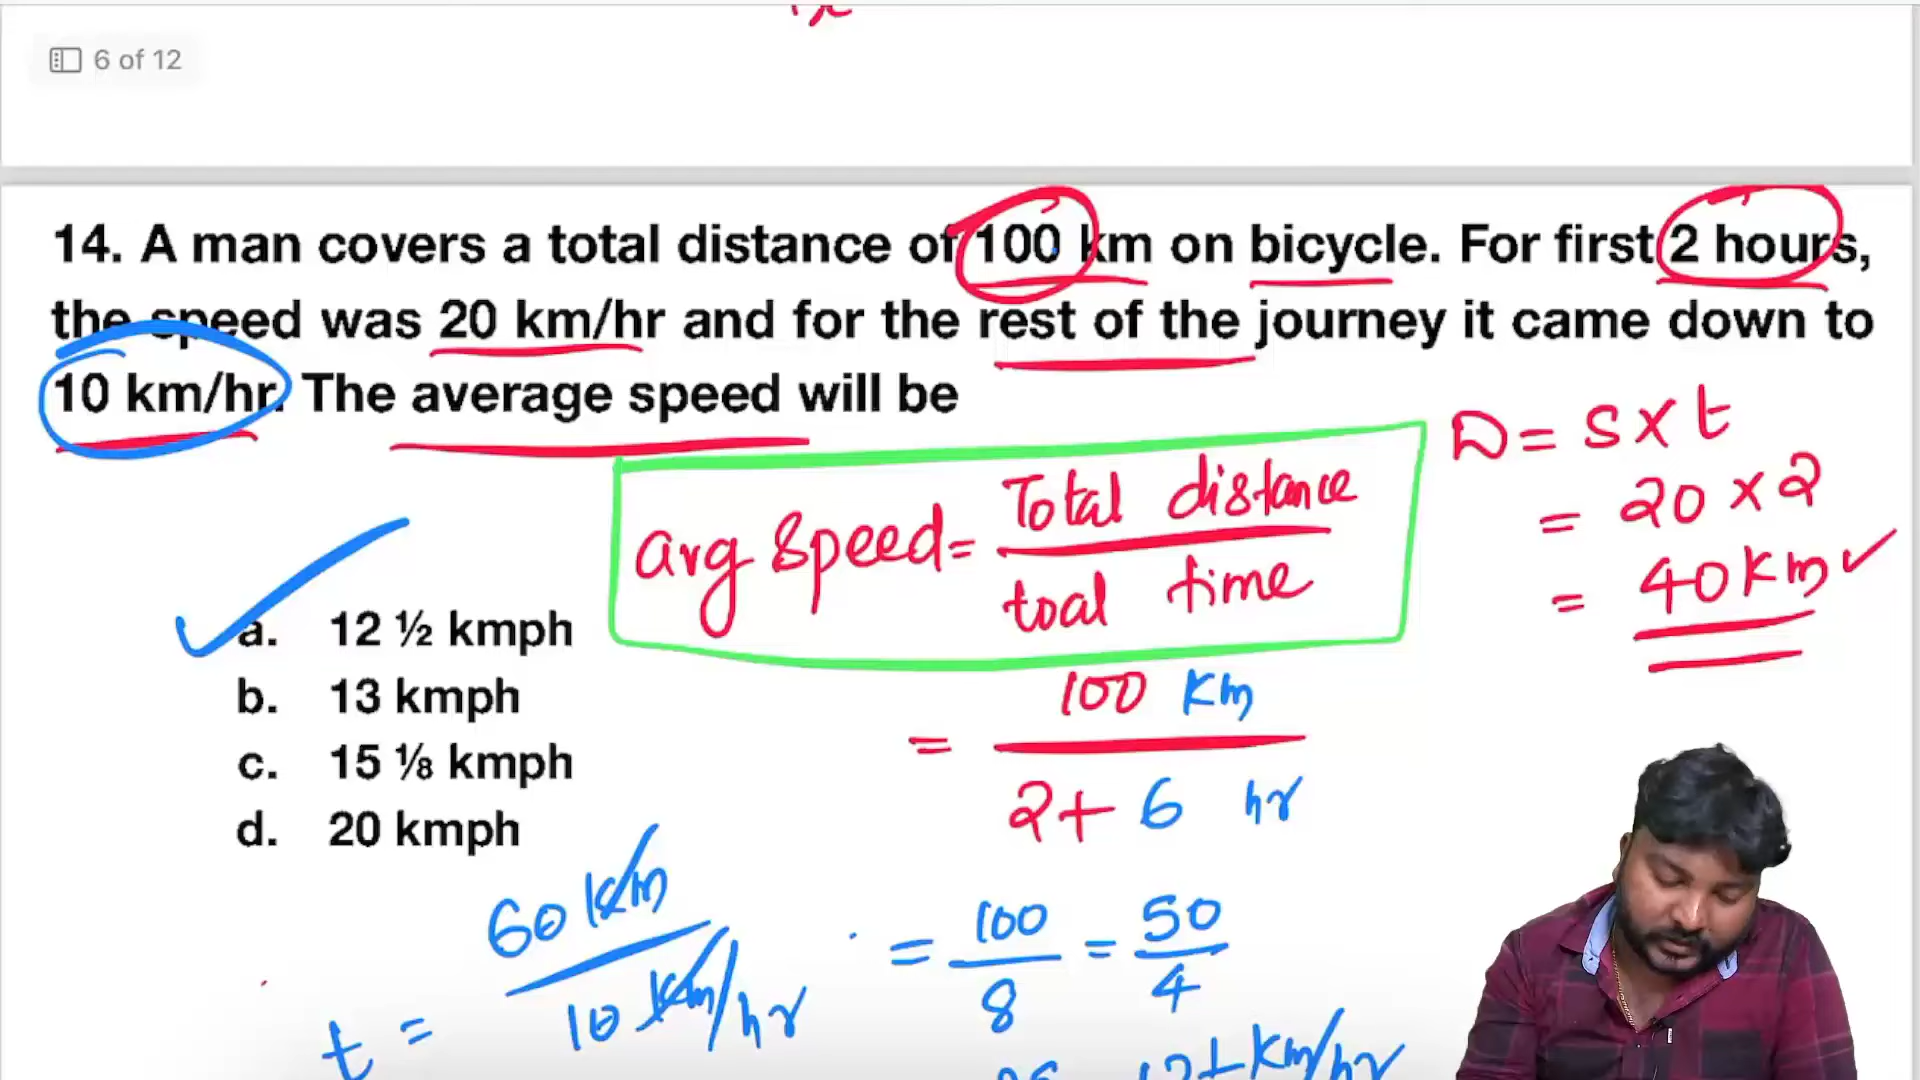 6 of 12
14. A man covers a total distance of 100 km on bicycle. For first 2 hours,
the speed was 20 km/hr and for the rest of the journey it came down to
10 km/hr. The average speed will be
D = S × t
= 20 × 2
= 40 Km ✓
avg Speed = Total distance
toal time
a. 12 ½ kmph
b. 13 kmph
c. 15 ⅛ kmph
d. 20 kmph
= 100 Km
2 + 6 hr
60 km
t = 10 km/hr
= 100 = 50
8 4
Km/hr